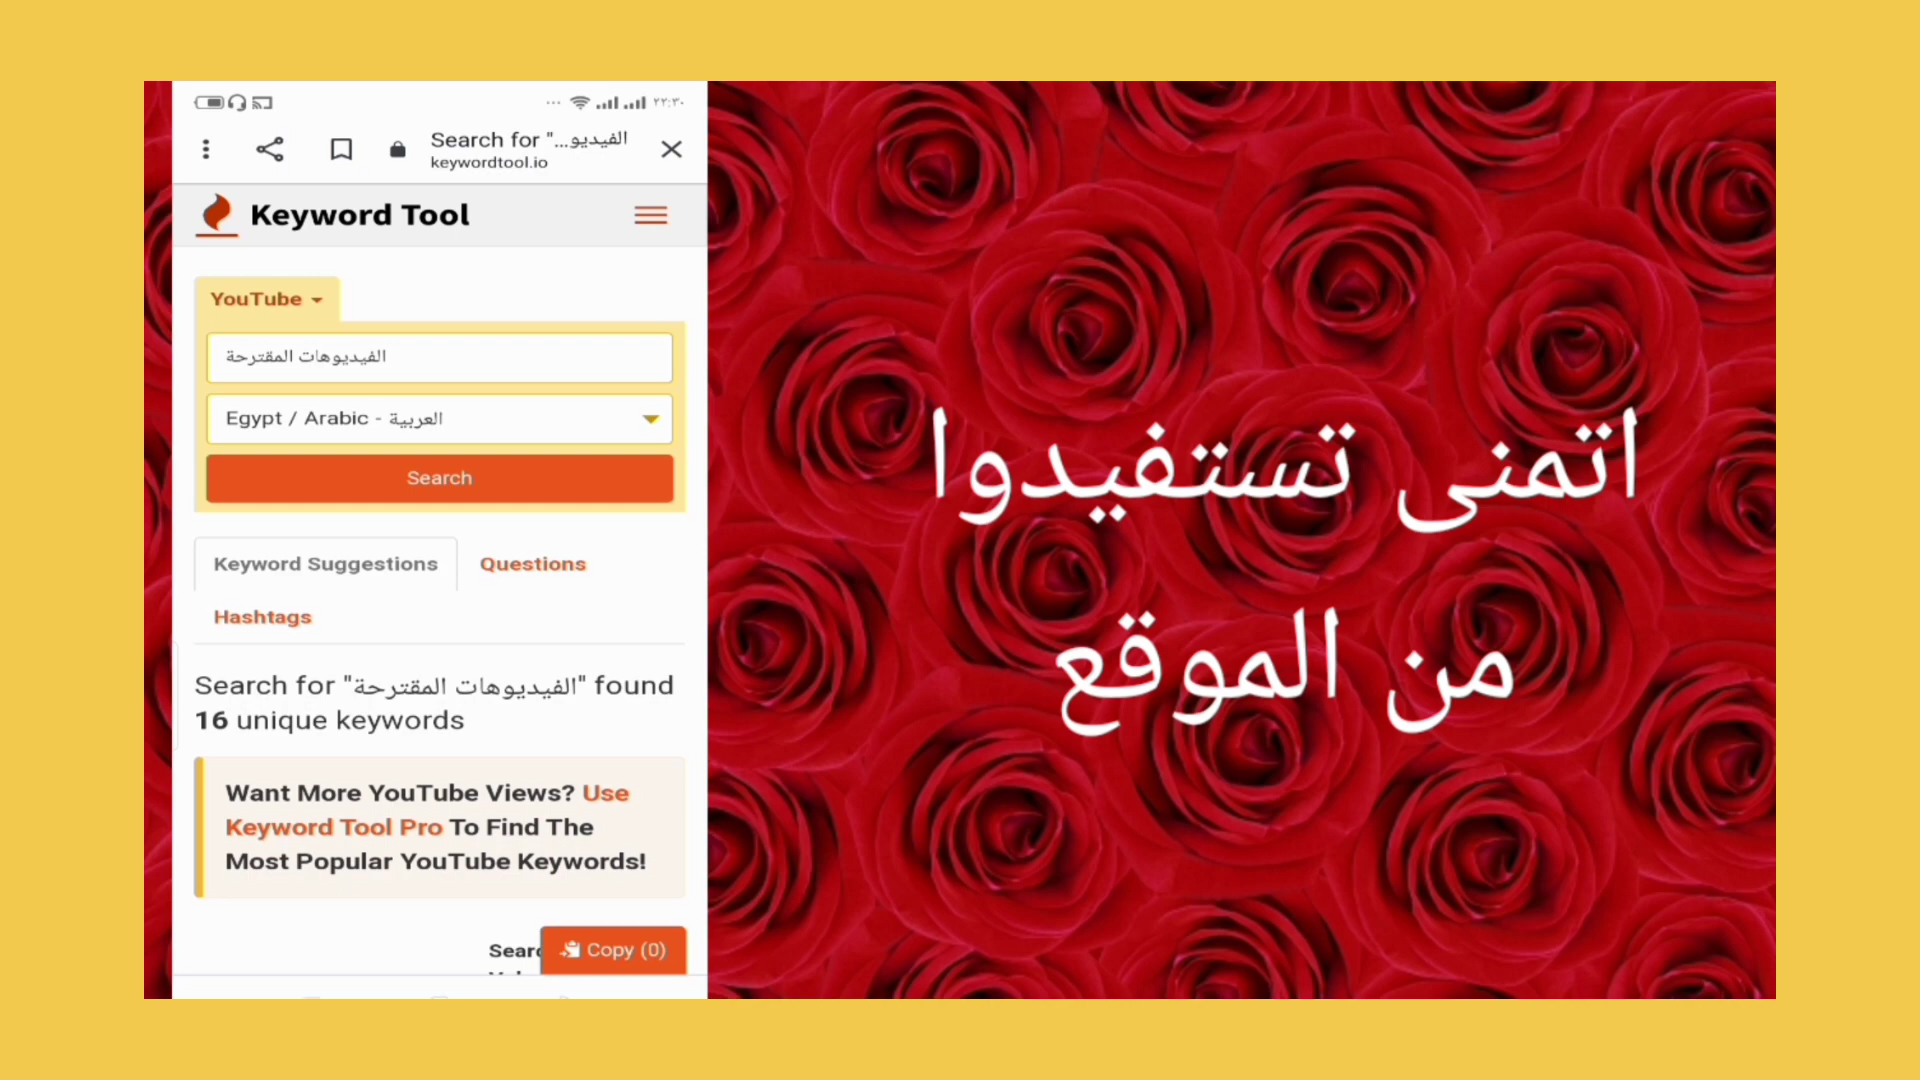 ٢٢:٣٠
Search for "...الفيديو
keywordtool.io
Keyword Tool
YouTube
الفيديوهات المقترحة
Egypt / Arabic - العربية
Search
Keyword Suggestions
Questions
Hashtags
Search for "الفيديوهات المقترحة" found
16 unique keywords
Want More YouTube Views? Use
Keyword Tool Pro To Find The
Most Popular YouTube Keywords!
Copy (0)
اتمنى تستفيدوا
من الموقع